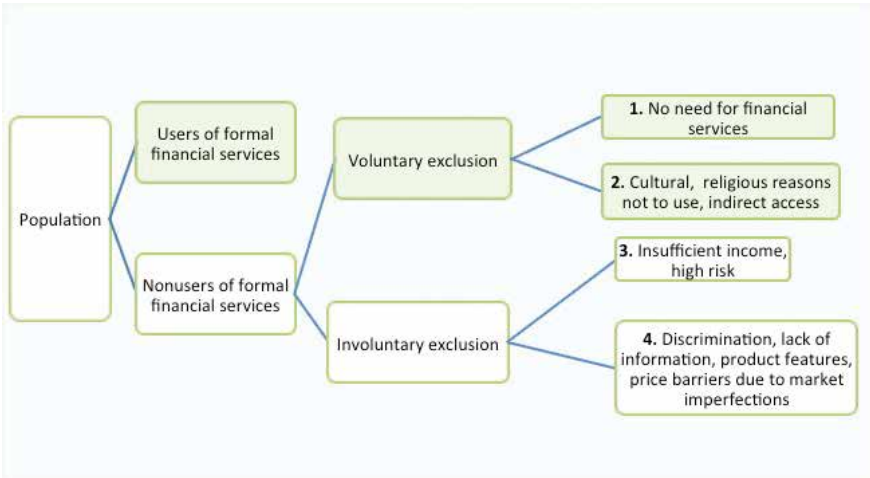 Population
Users of formal
financial services
Nonusers of formal
financial services
Voluntary exclusion
Involuntary exclusion
1. No need for financial
services
2. Cultural, religious reasons
not to use, indirect access
3. Insufficient income,
high risk
4. Discrimination, lack of
information, product features,
price barriers due to market
imperfections